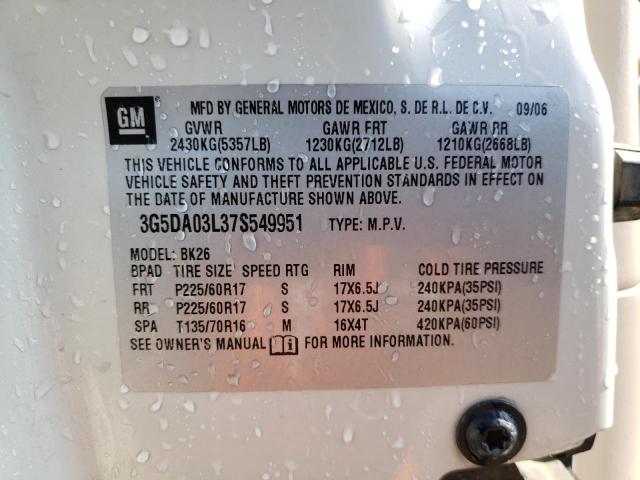 GM MFD BY GENERAL MOTORS DE MEXICO, S. DE R.L. DE C.V. 09/06
GVWR GAWR FRT GAWR RR
2430KG(5357LB) 1230KG(2712LB) 1210KG(2668LB)
THIS VEHICLE CONFORMS TO ALL APPLICABLE U.S. FEDERAL MOTOR
VEHICLE SAFETY AND THEFT PREVENTION STANDARDS IN EFFECT ON
THE DATE OF MANUFACTURE SHOWN ABOVE.
3G5DA03L37S549951 TYPE: M.P.V.
MODEL: BK26
BPAD TIRE SIZE SPEED RTG RIM COLD TIRE PRESSURE
FRT P225/60R17 S 17X6.5J 240KPA(35PSI)
RR P225/60R17 S 17X6.5J 240KPA(35PSI)
SPA T135/70R16 M 16X4T 420KPA(60PSI)
SEE OWNER'S MANUAL i FOR MORE INFORMATION.